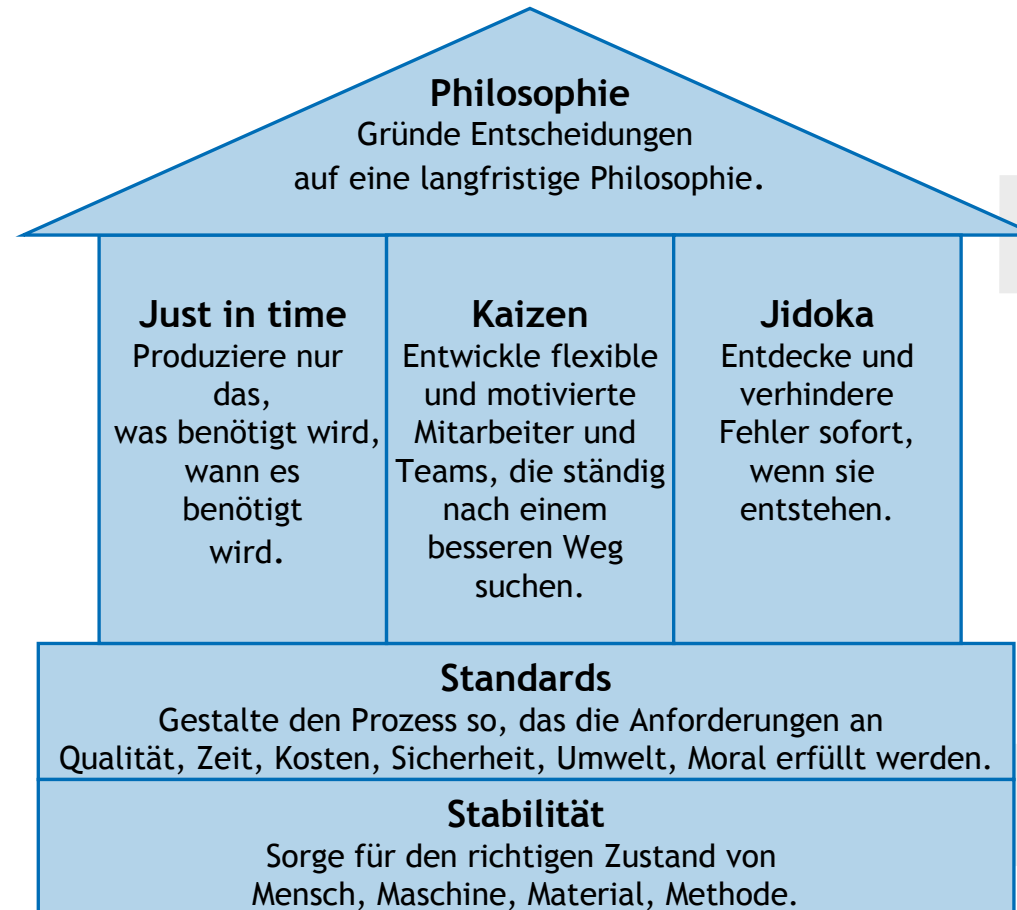 Philosophie
Gründe Entscheidungen
auf eine langfristige Philosophie.
Just in time
Produziere nur
das,
was benötigt wird,
wann es
benötigt
wird.
Kaizen
Entwickle flexible
und motivierte
Mitarbeiter und
Teams, die ständig
nach einem
besseren Weg
suchen.
Jidoka
Entdecke und
verhindere
Fehler sofort,
wenn sie
entstehen.
Standards
Gestalte den Prozess so, das die Anforderungen an
Qualität, Zeit, Kosten, Sicherheit, Umwelt, Moral erfüllt werden.
Stabilität
Sorge für den richtigen Zustand von
Mensch, Maschine, Material, Methode.